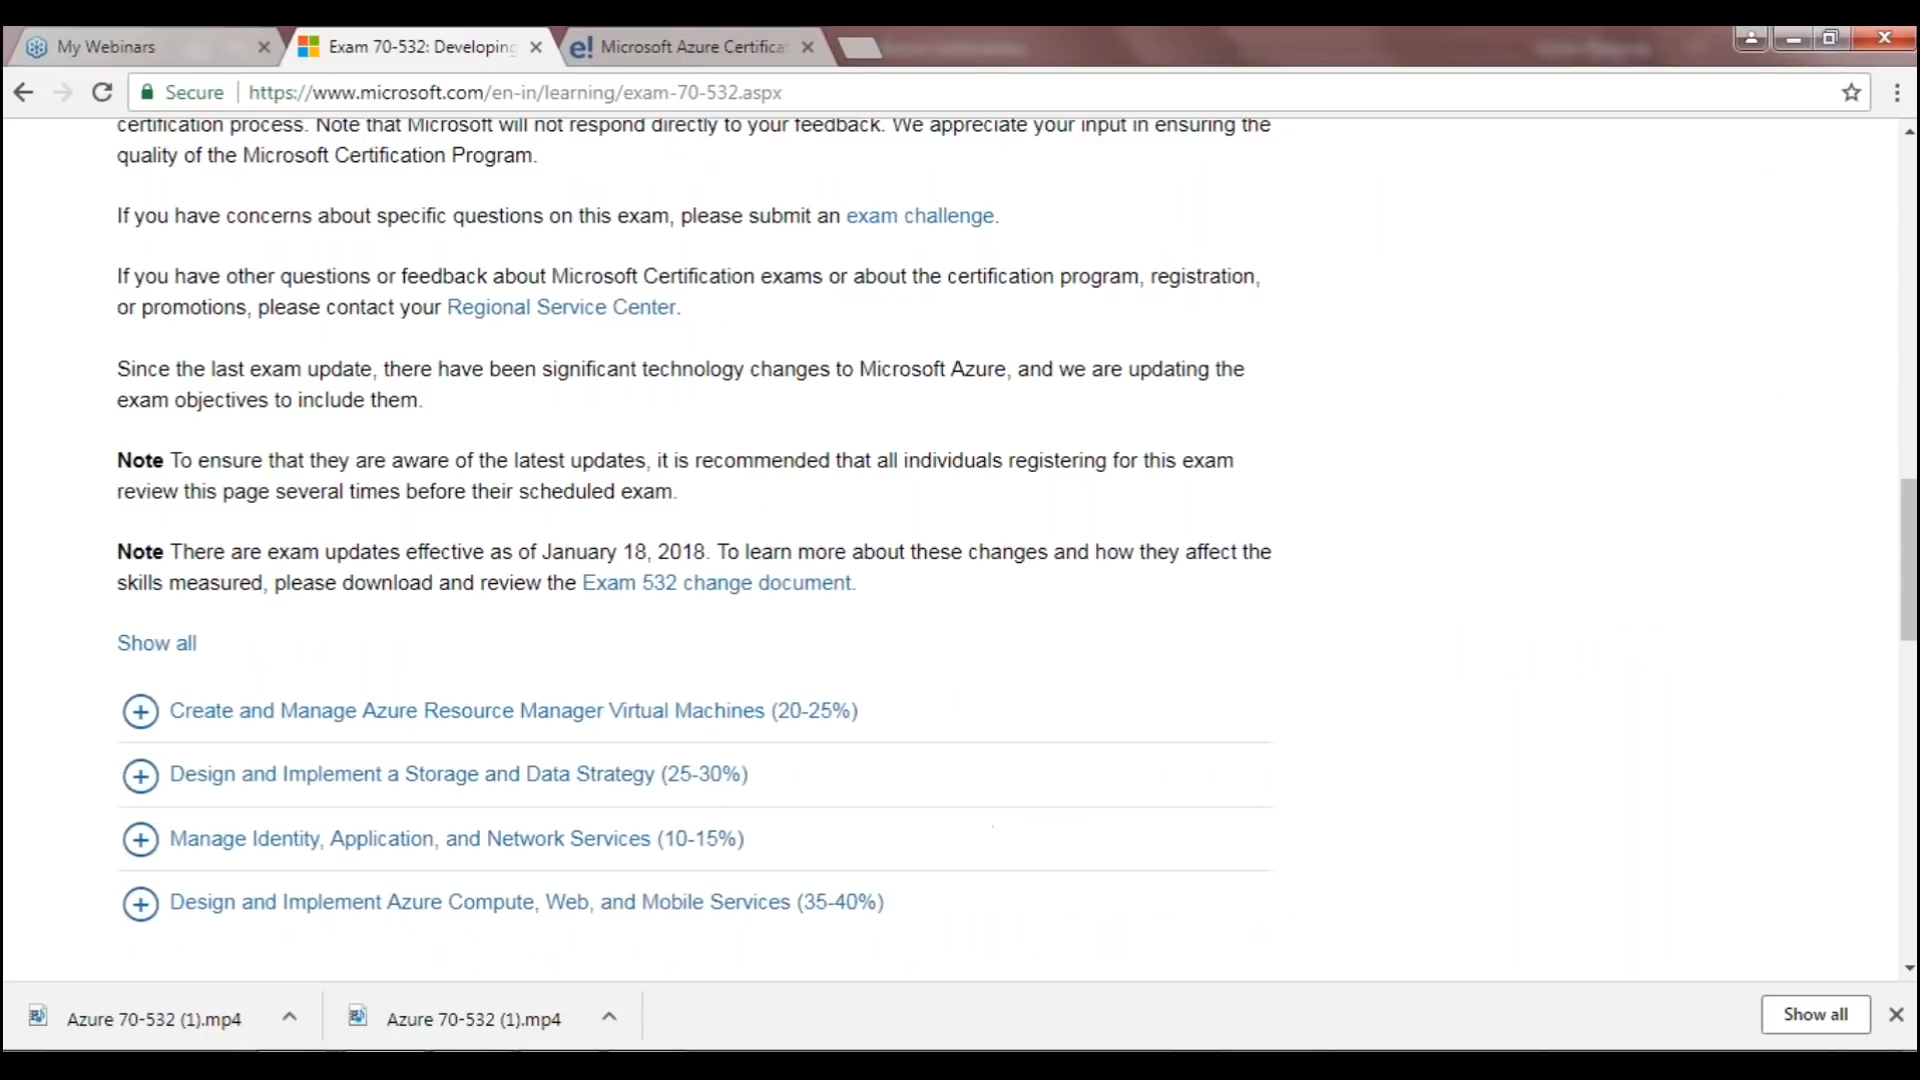 My Webinars
Exam 70-532: Developing
Microsoft Azure Certifica
Secure
https://www.microsoft.com/en-in/learning/exam-70-532.aspx
certification process. Note that Microsoft will not respond directly to your feedback. We appreciate your input in ensuring the
quality of the Microsoft Certification Program.
If you have concerns about specific questions on this exam, please submit an exam challenge.
If you have other questions or feedback about Microsoft Certification exams or about the certification program, registration,
or promotions, please contact your Regional Service Center.
Since the last exam update, there have been significant technology changes to Microsoft Azure, and we are updating the
exam objectives to include them.
Note To ensure that they are aware of the latest updates, it is recommended that all individuals registering for this exam
review this page several times before their scheduled exam.
Note There are exam updates effective as of January 18, 2018. To learn more about these changes and how they affect the
skills measured, please download and review the Exam 532 change document.
Show all
Create and Manage Azure Resource Manager Virtual Machines (20-25%)
Design and Implement a Storage and Data Strategy (25-30%)
Manage Identity, Application, and Network Services (10-15%)
Design and Implement Azure Compute, Web, and Mobile Services (35-40%)
Azure 70-532 (1).mp4
Azure 70-532 (1).mp4
Show all